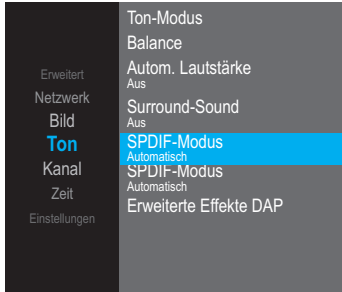 Erweitert
Netzwerk
Bild
Ton
Kanal
Zeit
Einstellungen
Ton-Modus
Balance
Autom. Lautstärke
Aus
Surround-Sound
Aus
SPDIF-Modus
Automatisch
SPDIF-Modus
Automatisch
Erweiterte Effekte DAP